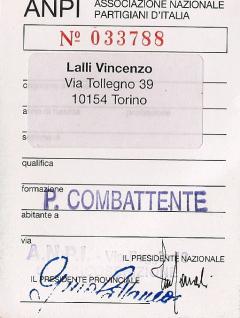 ANPI ASSOCIAZIONE NAZIONALE
PARTIGIANI D'ITALIA
Nº 033788
Lalli Vincenzo
Via Tollegno 39
10154 Torino
qualifica
formazione
P. COMBATTENTE
abitante a
via
A.N.P.I.
IL PRESIDENTE NAZIONALE
IL PRESIDENTE PROVINCIALE